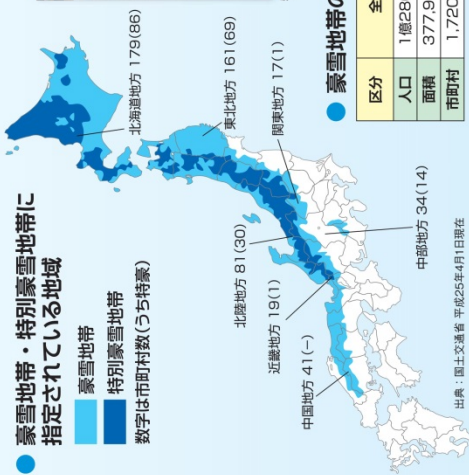 ● 豪雪地帯・特別豪雪地帯に
指定されている地域
豪雪地帯
特別豪雪地帯
数字は市町村数(うち特豪)
北海道地方 179(86)
東北地方 161(69)
関東地方 17(1)
北陸地方 81(30)
近畿地方 19(1)
中国地方 41(−)
中部地方 34(14)
出典：国土交通省 平成25年4月1日現在
● 豪雪地帯の
区分 全
人口 1億28
面積 377,9
市町村 1,720